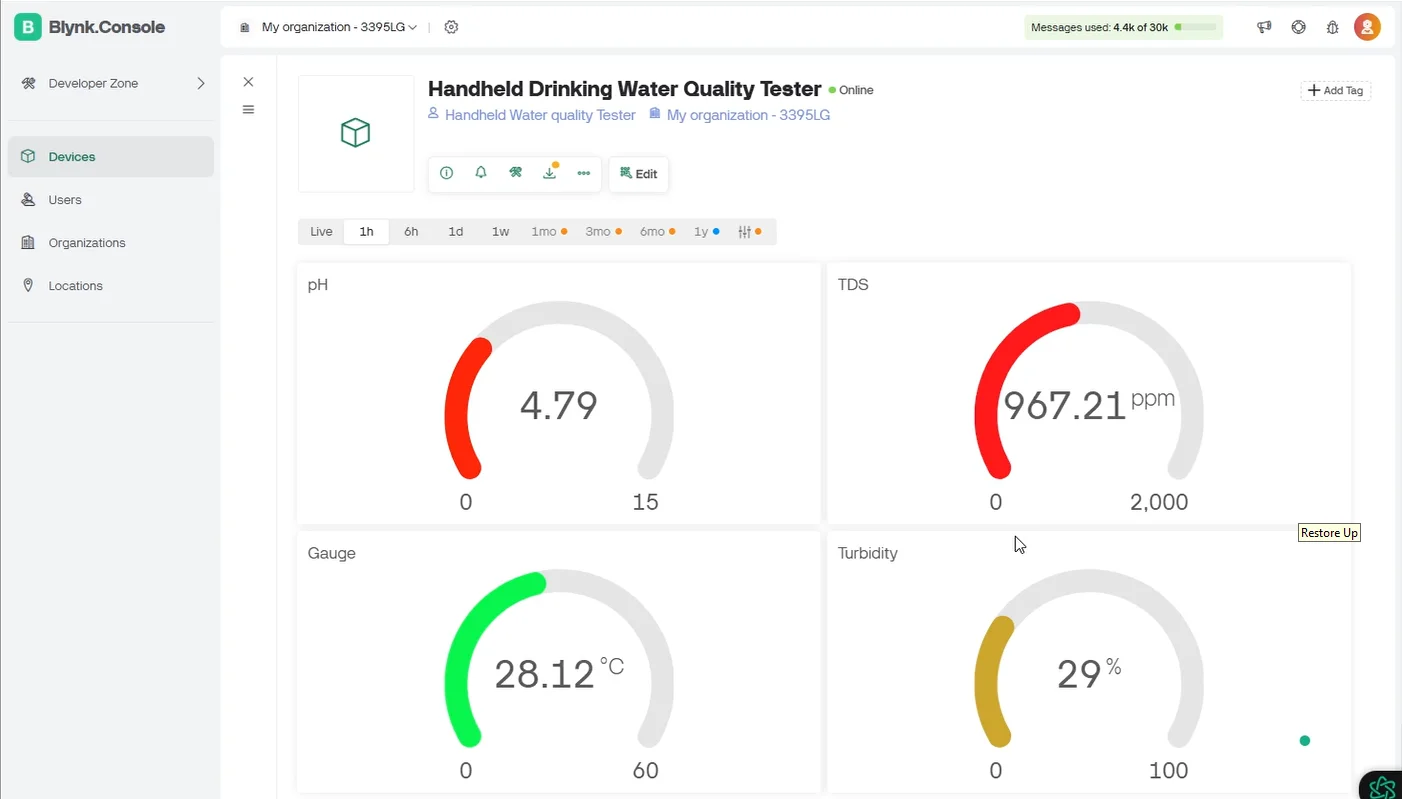 B Blynk.Console
My organization - 3395LG
Messages used: 4.4k of 30k
Developer Zone
Devices
Users
Organizations
Locations
Handheld Drinking Water Quality Tester Online
Add Tag
Handheld Water quality Tester My organization - 3395LG
Edit
Live 1h 6h 1d 1w 1mo 3mo 6mo 1y
pH
4.79
0 15
TDS
967.21 ppm
0 2,000
Restore Up
Gauge
28.12 °C
0 60
Turbidity
29 %
0 100